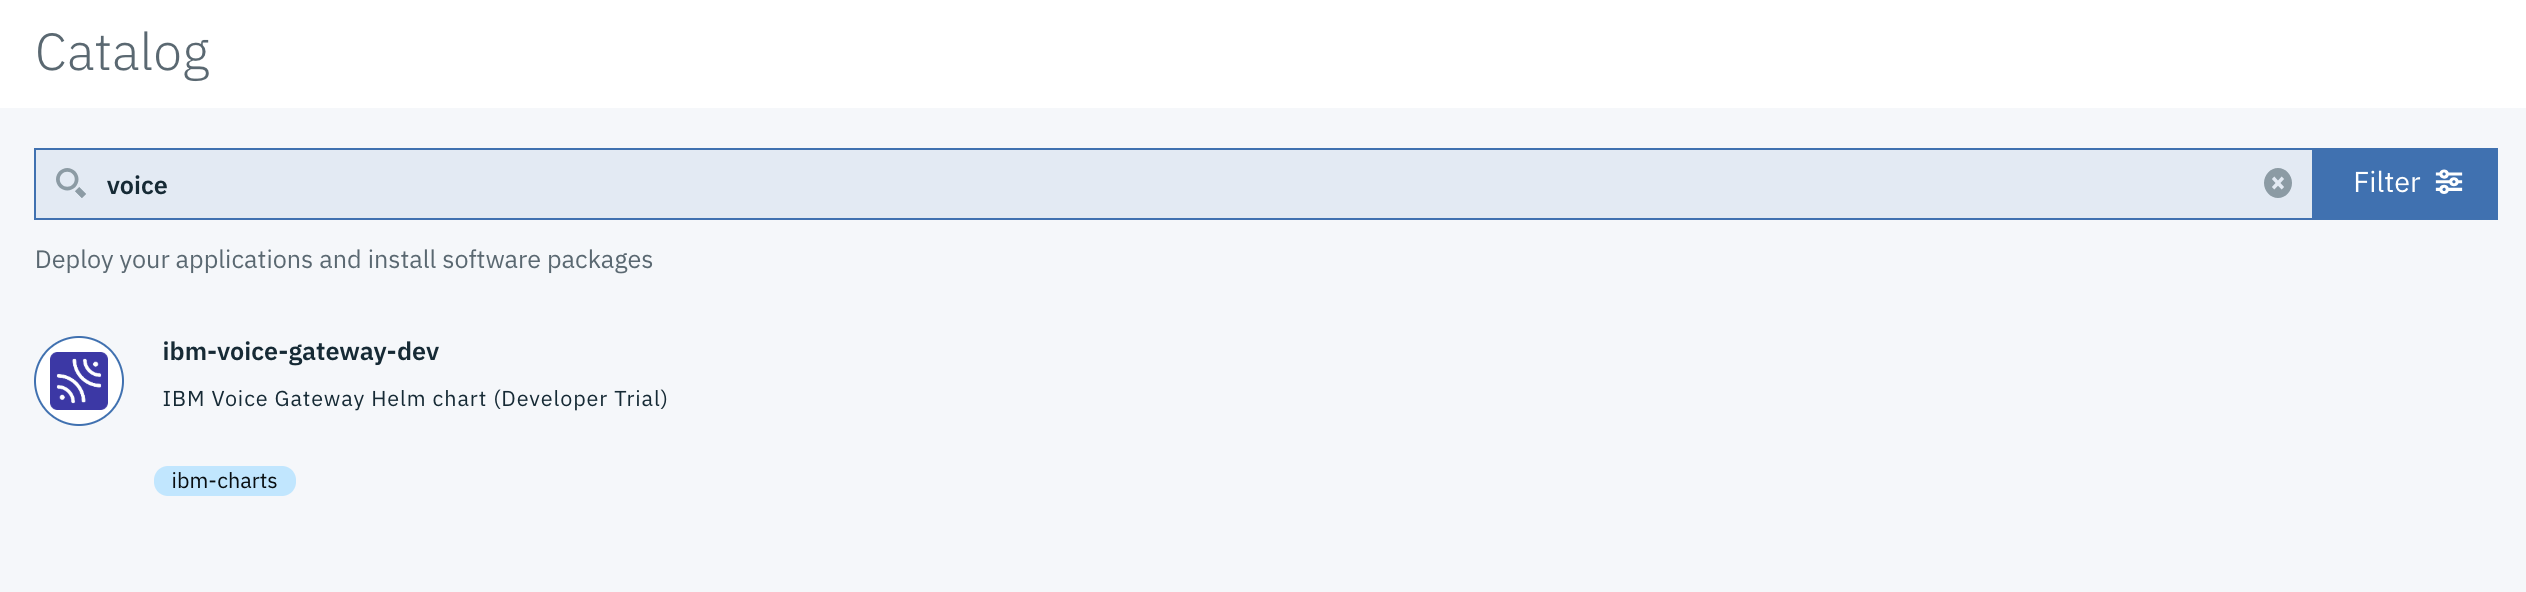 Catalog
voice
Filter
Deploy your applications and install software packages
ibm-voice-gateway-dev
IBM Voice Gateway Helm chart (Developer Trial)
ibm-charts